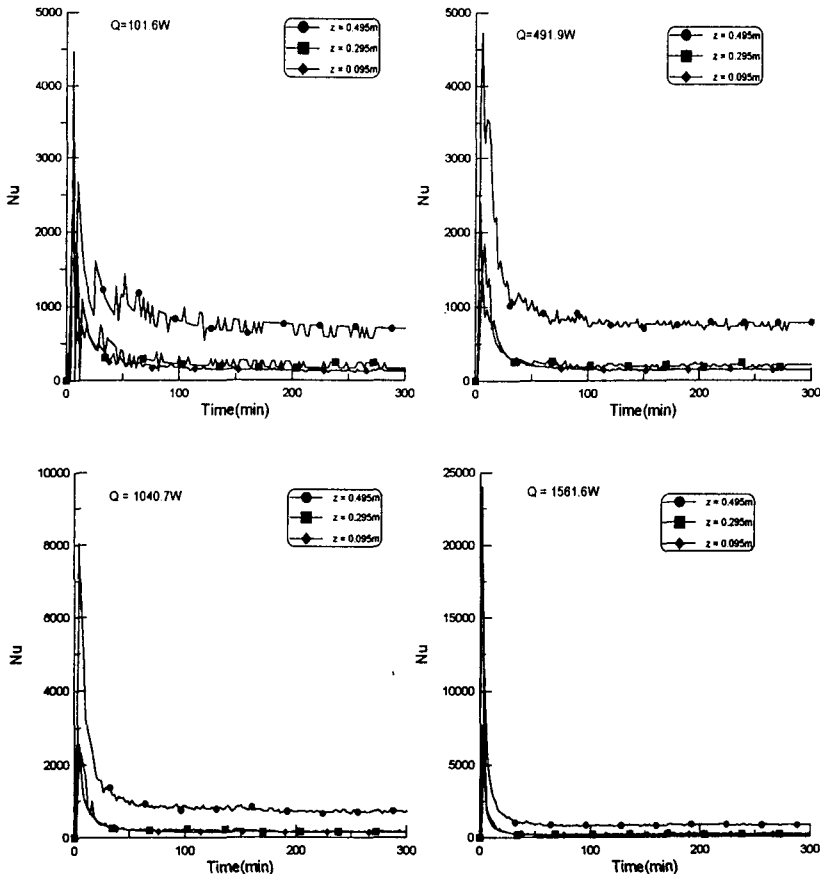 Q=101.6W
z = 0.495m
z = 0.295m
z = 0.095m
5000
4000
3000
2000
1000
0
Nu
0
100
200
300
Time(min)
Q=491.9W
z = 0.495m
z = 0.295m
z = 0.095m
5000
4000
3000
2000
1000
0
Nu
0
100
200
300
Time(min)
Q = 1040.7W
z = 0.495m
z = 0.295m
z = 0.095m
10000
8000
6000
4000
2000
0
Nu
0
100
200
300
Time(min)
Q = 1561.6W
z = 0.495m
z = 0.295m
z = 0.095m
25000
20000
15000
10000
5000
0
Nu
0
100
200
300
Time(min)